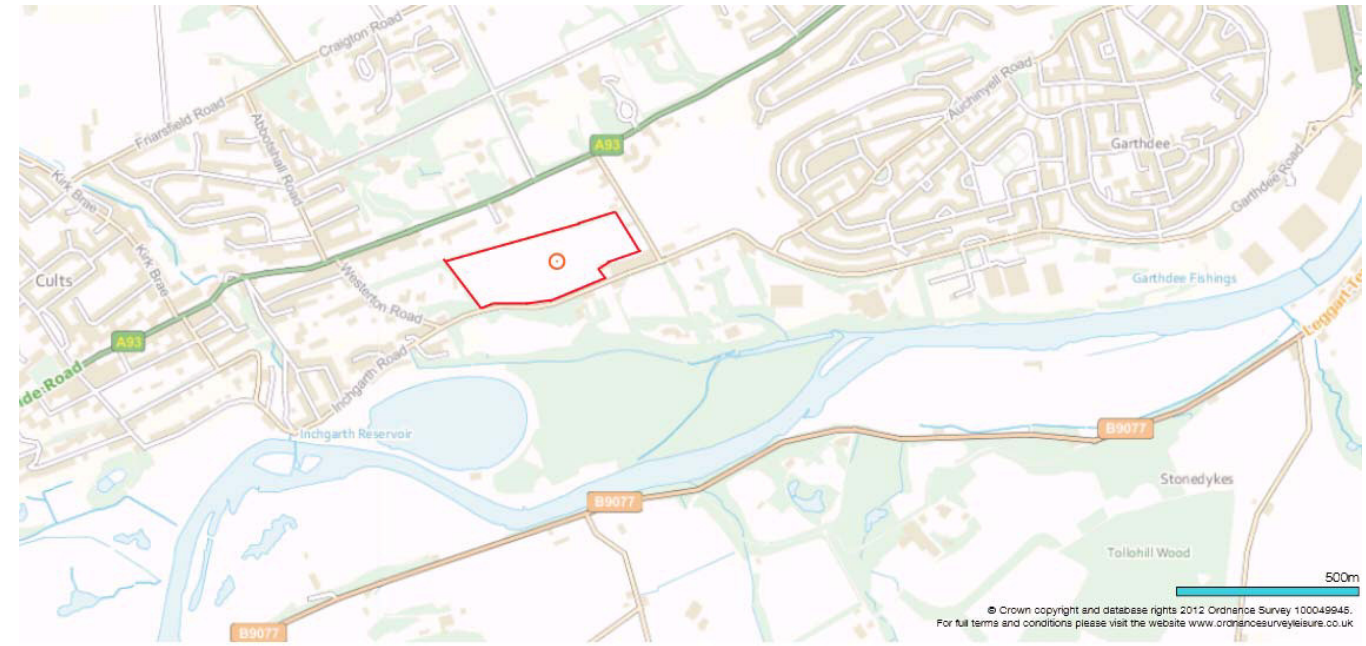 Craigton Road
Friarsfield Road
Abbotshall Road
A93
Auchinyell Road
Garthdee
Garthdee Road
Kirk Brae
Kirk Brae
Cults
Westerton Road
Garthdee Fishings
A93
Inchgarth Road
Inchgarth Reservoir
B9077
Stonedykes
B9077
Tollohill Wood
500m
© Crown copyright and database rights 2012 Ordnance Survey 100049945.
For full terms and conditions please visit the website www.ordnancesurveyleisure.co.uk
B9077